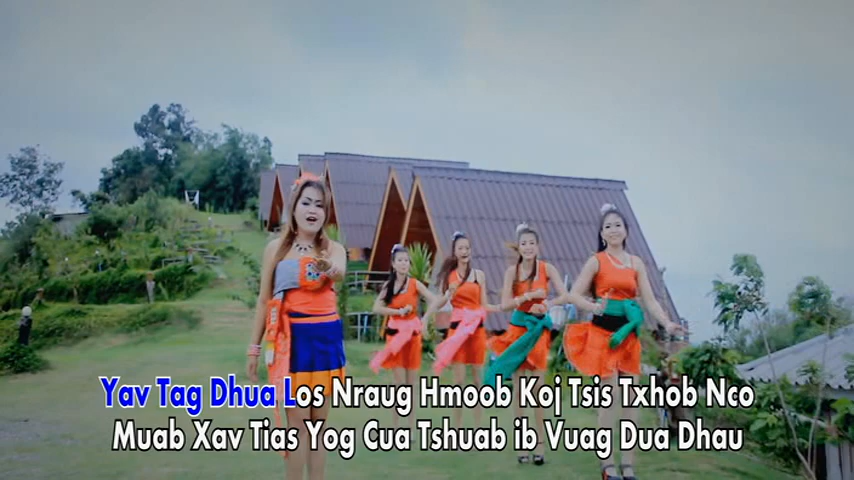 Yav Tag Dhua Los Nraug Hmoob Koj Tsis Txhob Nco
Muab Xav Tias Yog Cua Tshuab ib Vuag Dua Dhau